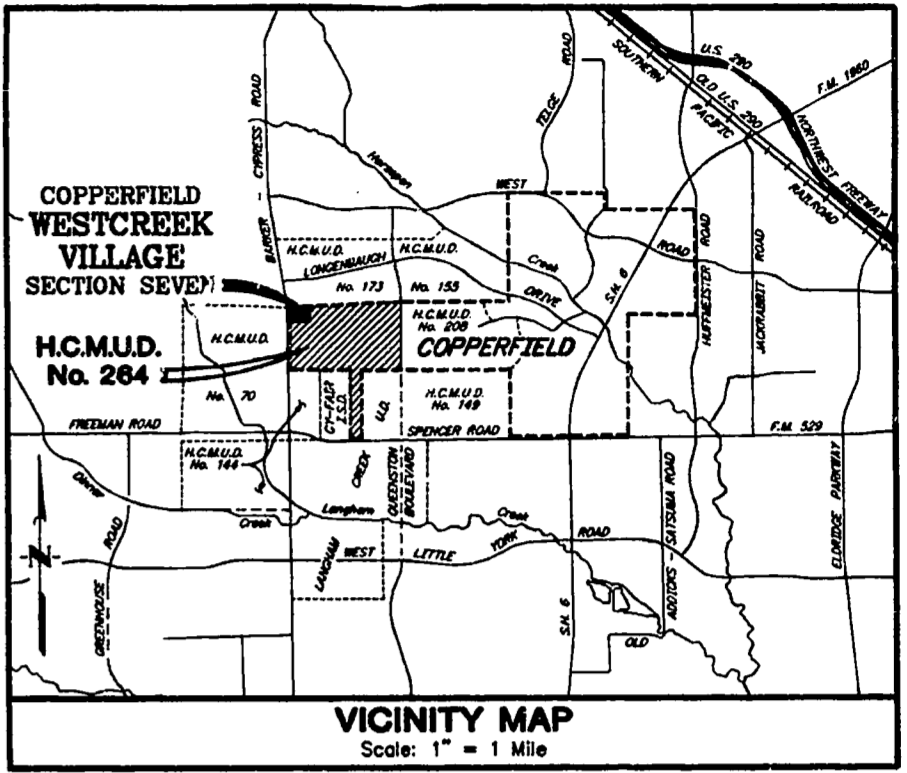 U.S. 290
SOUTHERN
PACIFIC
RAILROAD
OLD U.S. 290
NORTHWEST FREEWAY
F.M. 1960
BARKER CYPRESS ROAD
TELGE ROAD
Horsepen
Creek
WEST
ROAD
COPPERFIELD
WESTCREEK
VILLAGE
SECTION SEVEN
H.C.M.U.D.
No. 173
H.C.M.U.D.
No. 155
LONGENBAUGH
DRIVE
S.H. 6
HUFFMEISTER ROAD
JACKRABBIT ROAD
H.C.M.U.D.
No. 70
H.C.M.U.D.
No. 208
COPPERFIELD
H.C.M.U.D.
No. 264
CY-FAIR
I.S.D.
U.D.
H.C.M.U.D.
No. 149
FREEMAN ROAD
SPENCER ROAD
F.M. 529
H.C.M.U.D.
No. 144
Creek
Langham
Creek
LANGHAM
CREEK
QUEENSTON
BOULEVARD
WEST LITTLE YORK ROAD
GREENHOUSE ROAD
S.H. 6
ADDICKS - SATSUMA ROAD
ELDRIDGE PARKWAY
OLD
N
VICINITY MAP
Scale: 1" = 1 Mile